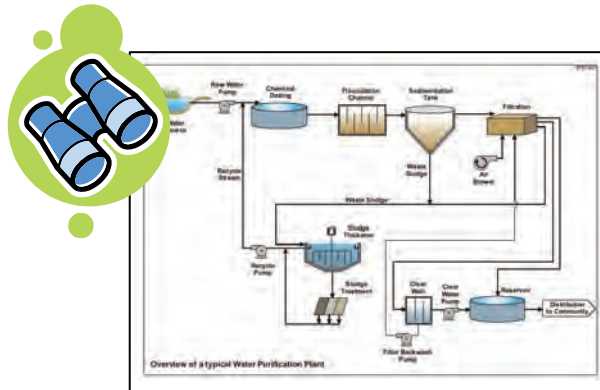 Raw Water
Pump
Chemical
Dosing
Flocculation
Channel
Sedimentation
Tank
Filtration
Water
Source
Recycle
Stream
Waste
Sludge
Air
Blower
Waste Sludge
Sludge
Thickener
Recycle
Pump
Sludge
Treatment
Clear
Well
Clear
Water
Pump
Reservoir
Distribution
to Community
Filter Backwash
Pump
Overview of a typical Water Purification Plant